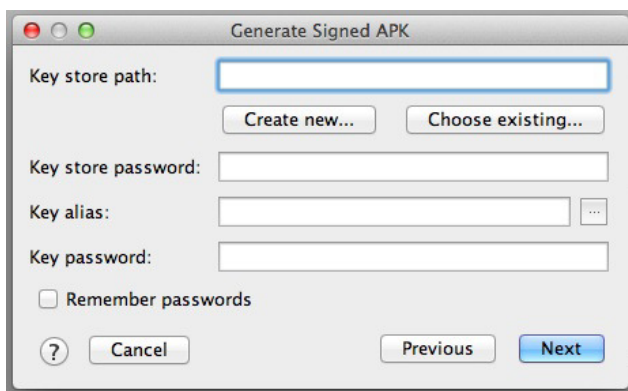 Generate Signed APK
Key store path:
Create new... Choose existing...
Key store password:
Key alias: ...
Key password:
Remember passwords
? Cancel Previous Next